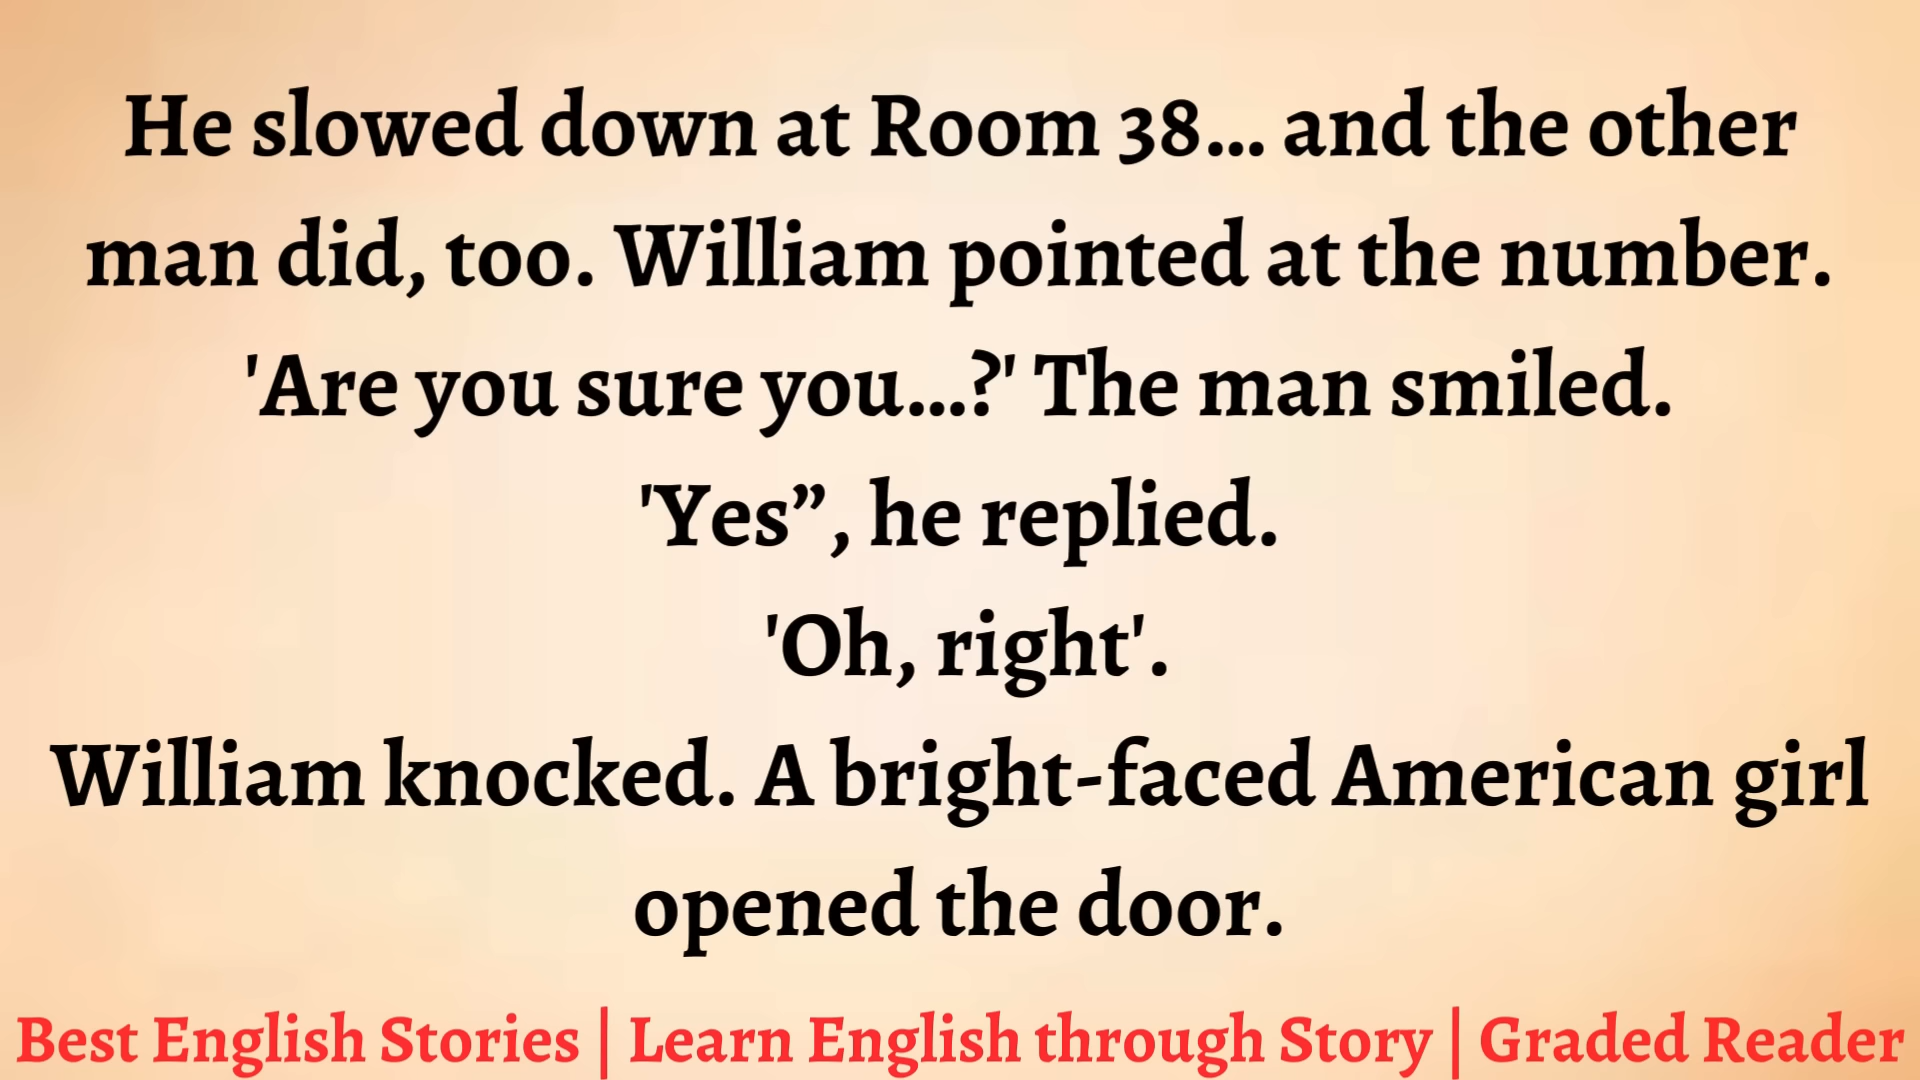 He slowed down at Room 38... and the other
man did, too. William pointed at the number.
'Are you sure you...?' The man smiled.
'Yes”, he replied.
'Oh, right'.
William knocked. A bright-faced American girl
opened the door.
Best English Stories | Learn English through Story | Graded Reader